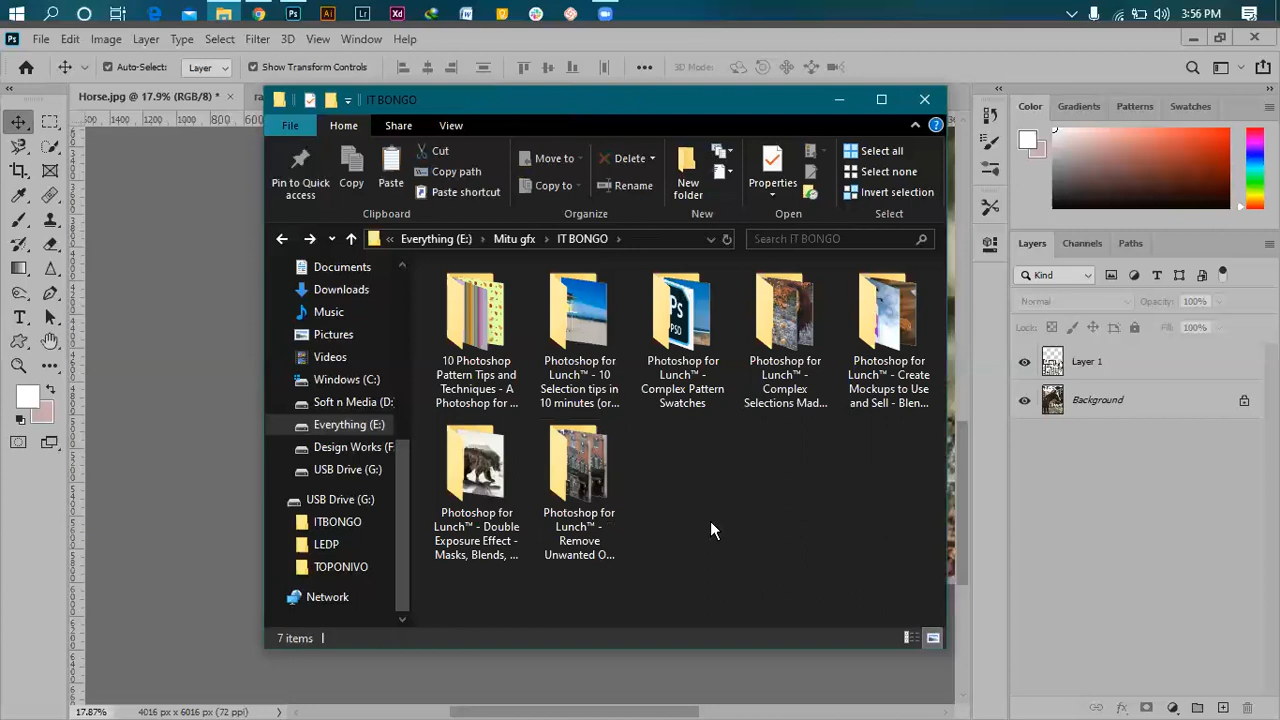 3:56 PM
Ps File Edit Image Layer Type Select Filter 3D View Window Help
Auto-Select: Layer Show Transform Controls 3D Mode:
Horse.jpg @ 17.9% (RGB/8) *
IT BONGO
File Home Share View
Pin to Quick access
Copy
Paste
Cut
Copy path
Paste shortcut
Clipboard
Move to
Copy to
Delete
Rename
Organize
New folder
New
Properties
Open
Select all
Select none
Invert selection
Select
Everything (E:) Mitu gfx IT BONGO
Search IT BONGO
Documents
Downloads
Music
Pictures
Videos
Windows (C:)
Soft n Media (D:
Everything (E:)
Design Works (F:
USB Drive (G:)
USB Drive (G:)
ITBONGO
LEDP
TOPONIVO
Network
10 Photoshop
Pattern Tips and
Techniques - A
Photoshop for ...
Photoshop for
Lunch™ - 10
Selection tips in
10 minutes (or...
Photoshop for
Lunch™ -
Complex Pattern
Swatches
Photoshop for
Lunch™ -
Complex
Selections Mad...
Photoshop for
Lunch™ - Create
Mockups to Use
and Sell - Blen...
Photoshop for
Lunch™ - Double
Exposure Effect -
Masks, Blends, ...
Photoshop for
Lunch™ -
Remove
Unwanted O...
7 items
Color Gradients Patterns Swatches
Layers Channels Paths
Kind
Normal Opacity: 100%
Lock: Fill: 100%
Layer 1
Background
17.87% 4016 px x 6016 px (72 ppi)